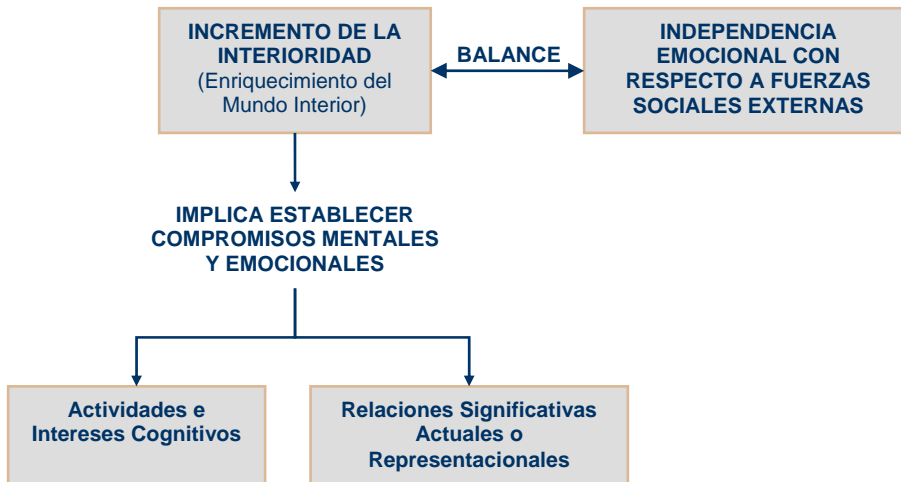 INCREMENTO DE LA
INTERIORIDAD
(Enriquecimiento del
Mundo Interior)
BALANCE
INDEPENDENCIA
EMOCIONAL CON
RESPECTO A FUERZAS
SOCIALES EXTERNAS
IMPLICA ESTABLECER
COMPROMISOS MENTALES
Y EMOCIONALES
Actividades e
Intereses Cognitivos
Relaciones Significativas
Actuales o
Representacionales